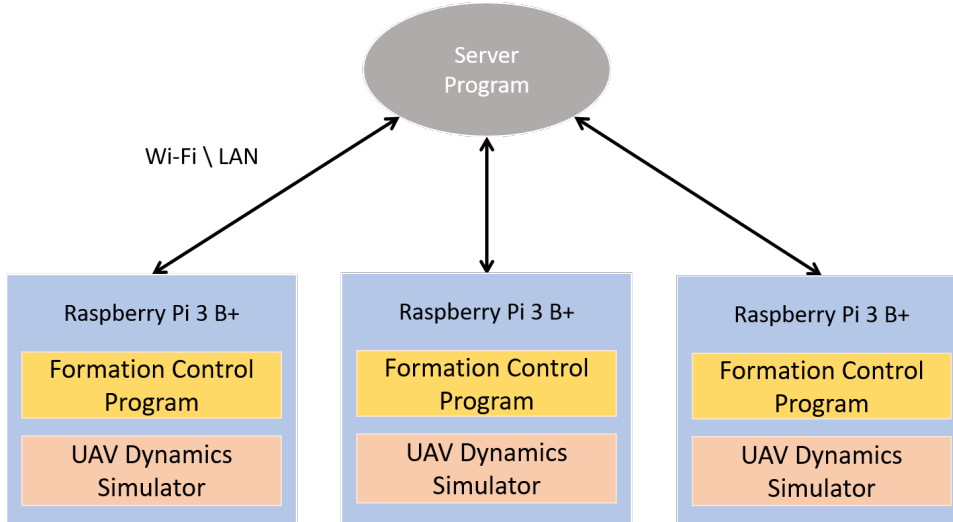 Server
Program
Wi-Fi \ LAN
Raspberry Pi 3 B+
Formation Control
Program
UAV Dynamics
Simulator
Raspberry Pi 3 B+
Formation Control
Program
UAV Dynamics
Simulator
Raspberry Pi 3 B+
Formation Control
Program
UAV Dynamics
Simulator